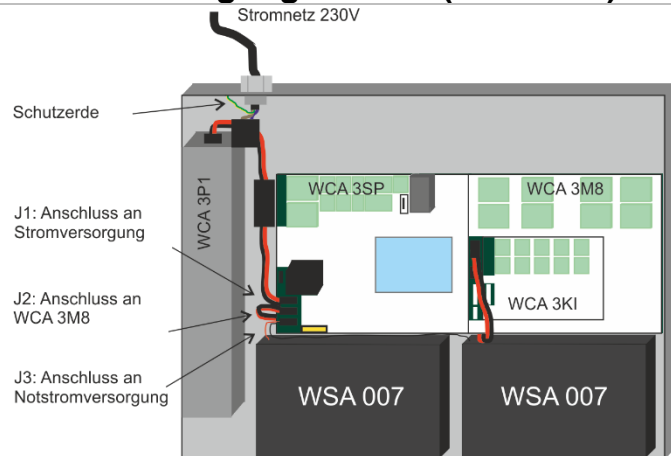 Stromnetz 230V
Schutzerde
WCA 3P1
WCA 3SP
WCA 3M8
J1: Anschluss an
Stromversorgung
WCA 3KI
J2: Anschluss an
WCA 3M8
J3: Anschluss an
Notstromversorgung
WSA 007
WSA 007